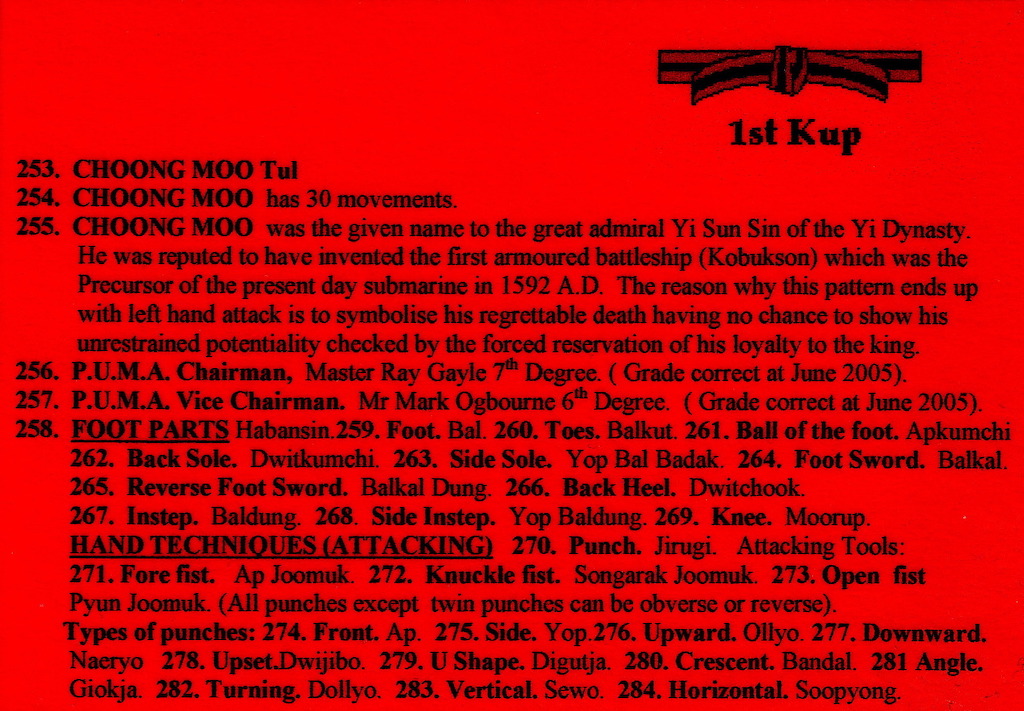 1st Kup
253. CHOONG MOO Tul
254. CHOONG MOO has 30 movements.
255. CHOONG MOO was the given name to the great admiral Yi Sun Sin of the Yi Dynasty.
He was reputed to have invented the first armoured battleship (Kobukson) which was the
Precursor of the present day submarine in 1592 A.D. The reason why this pattern ends up
with left hand attack is to symbolise his regrettable death having no chance to show his
unrestrained potentiality checked by the forced reservation of his loyalty to the king.
256. P.U.M.A. Chairman, Master Ray Gayle 7th Degree. ( Grade correct at June 2005).
257. P.U.M.A. Vice Chairman. Mr Mark Ogbourne 6th Degree. ( Grade correct at June 2005).
258. FOOT PARTS Habansin.259. Foot. Bal. 260. Toes. Balkut. 261. Ball of the foot. Apkumchi
262. Back Sole. Dwitkumchi. 263. Side Sole. Yop Bal Badak. 264. Foot Sword. Balkal.
265. Reverse Foot Sword. Balkal Dung. 266. Back Heel. Dwitchook.
267. Instep. Baldung. 268. Side Instep. Yop Baldung. 269. Knee. Moorup.
HAND TECHNIQUES (ATTACKING) 270. Punch. Jirugi. Attacking Tools:
271. Fore fist. Ap Joomuk. 272. Knuckle fist. Songarak Joomuk. 273. Open fist
Pyun Joomuk. (All punches except twin punches can be obverse or reverse).
Types of punches: 274. Front. Ap. 275. Side. Yop.276. Upward. Ollyo. 277. Downward.
Naeryo 278. Upset.Dwijibo. 279. U Shape. Digutja. 280. Crescent. Bandal. 281 Angle.
Giokja. 282. Turning. Dollyo. 283. Vertical. Sewo. 284. Horizontal. Soopyong.